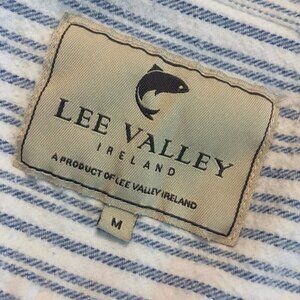 LEE VALLEY
IRELAND
A PRODUCT OF LEE VALLEY IRELAND
M